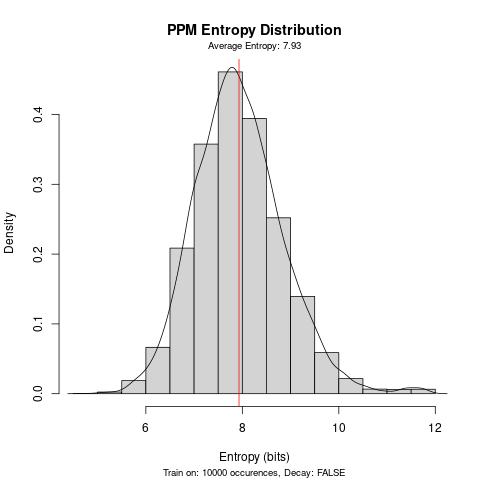 PPM Entropy Distribution
Average Entropy: 7.93
Density
0.4
0.3
0.2
0.1
0.0
6 8 10 12
Entropy (bits)
Train on: 10000 occurences, Decay: FALSE